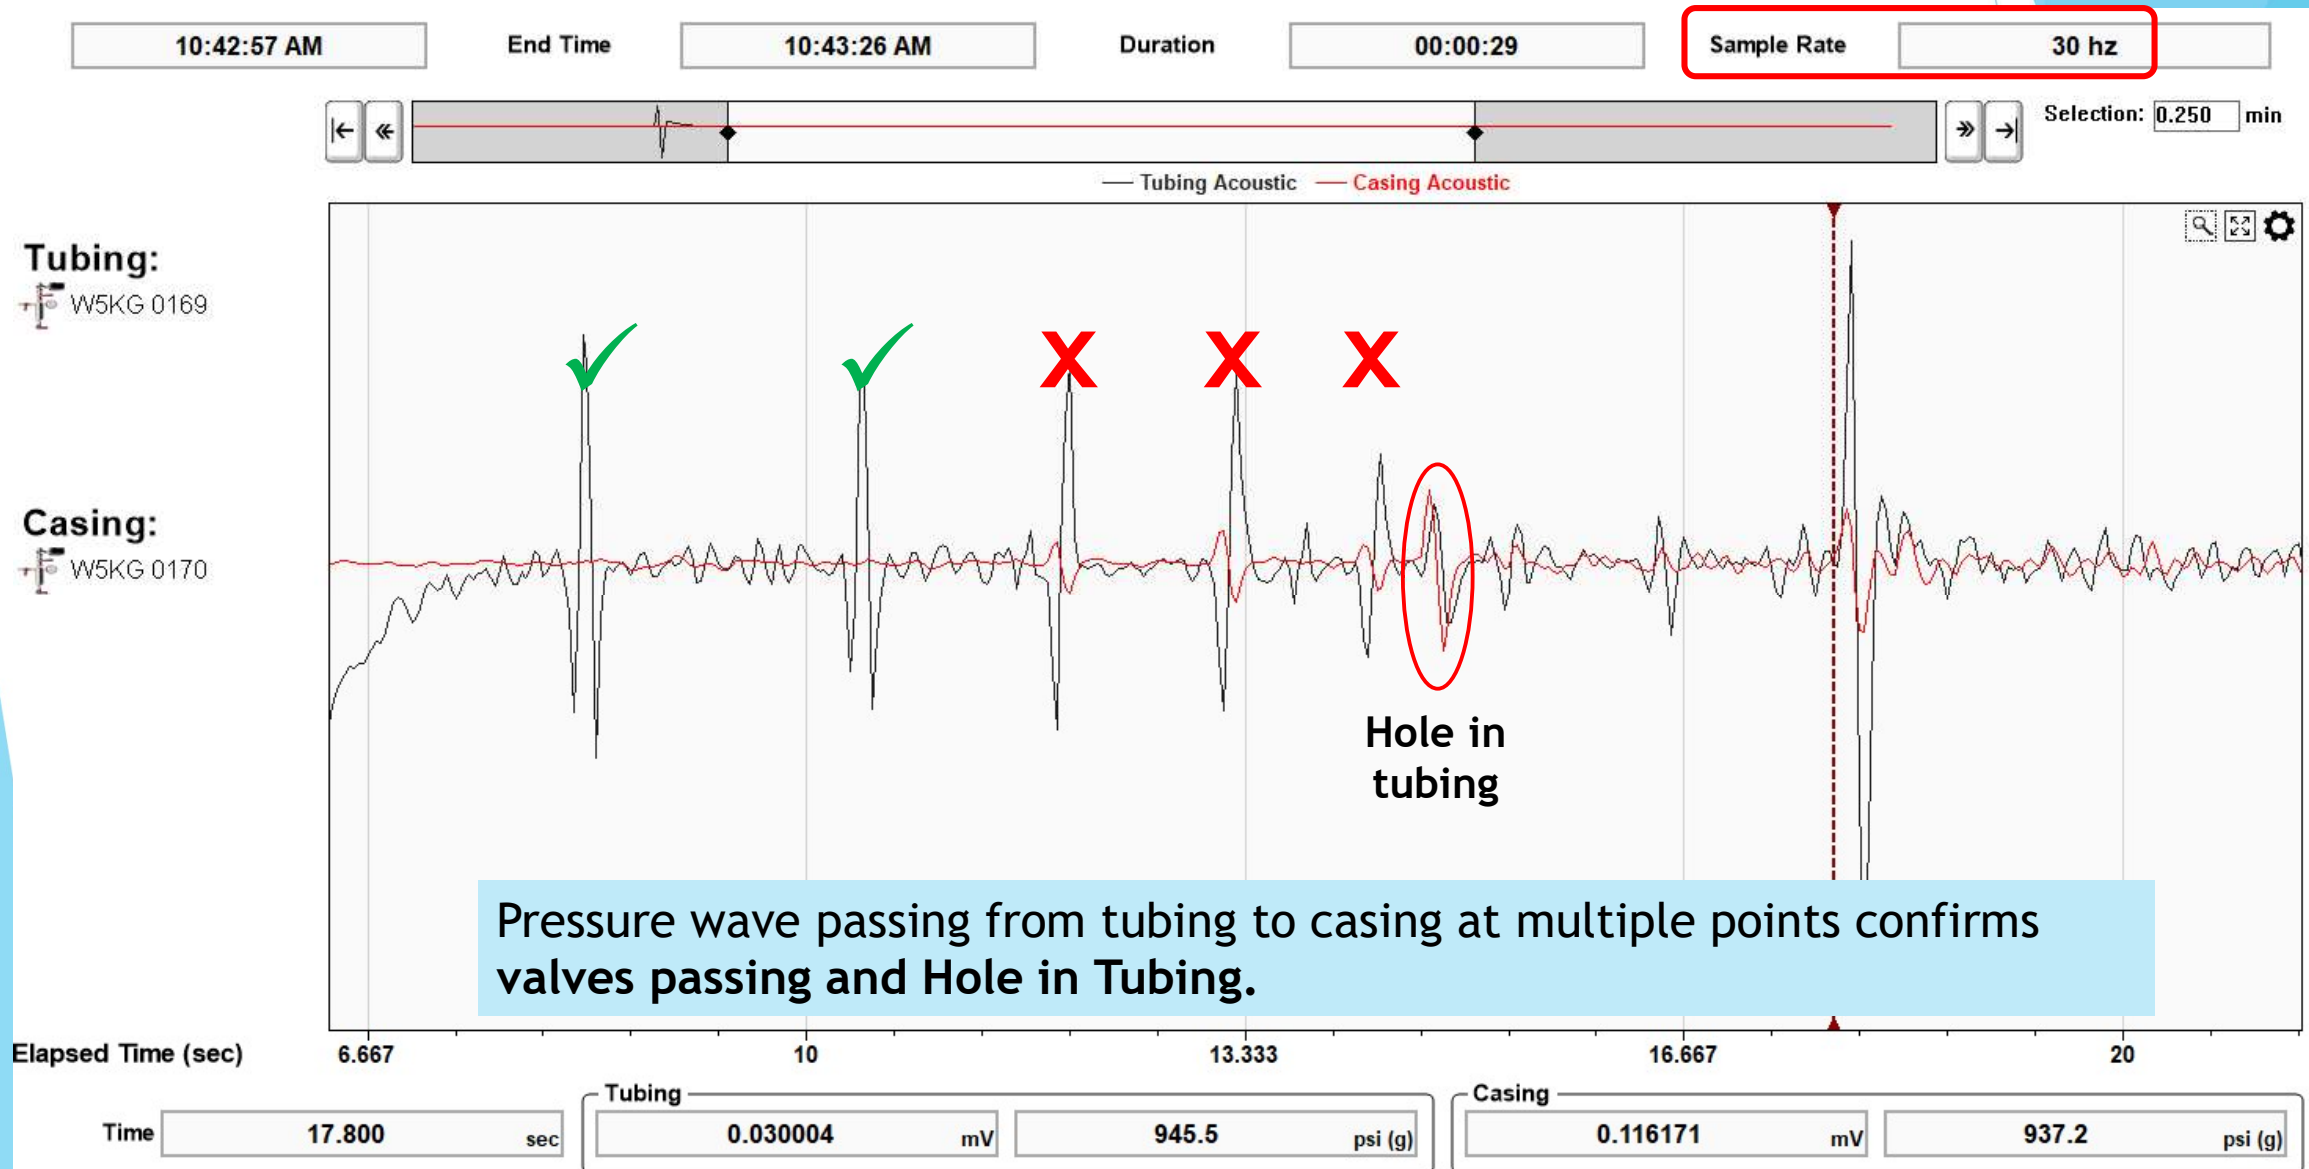 10:42:57 AM End Time 10:43:26 AM Duration 00:00:29 Sample Rate 30 hz
Selection: 0.250 min
Tubing Acoustic Casing Acoustic
Tubing:
W5KG 0169
X X X
Casing:
W5KG 0170
Hole in
tubing
Pressure wave passing from tubing to casing at multiple points confirms
valves passing and Hole in Tubing.
Elapsed Time (sec) 6.667 10 13.333 16.667 20
Tubing Casing
Time 17.800 sec 0.030004 mV 945.5 psi (g) 0.116171 mV 937.2 psi (g)